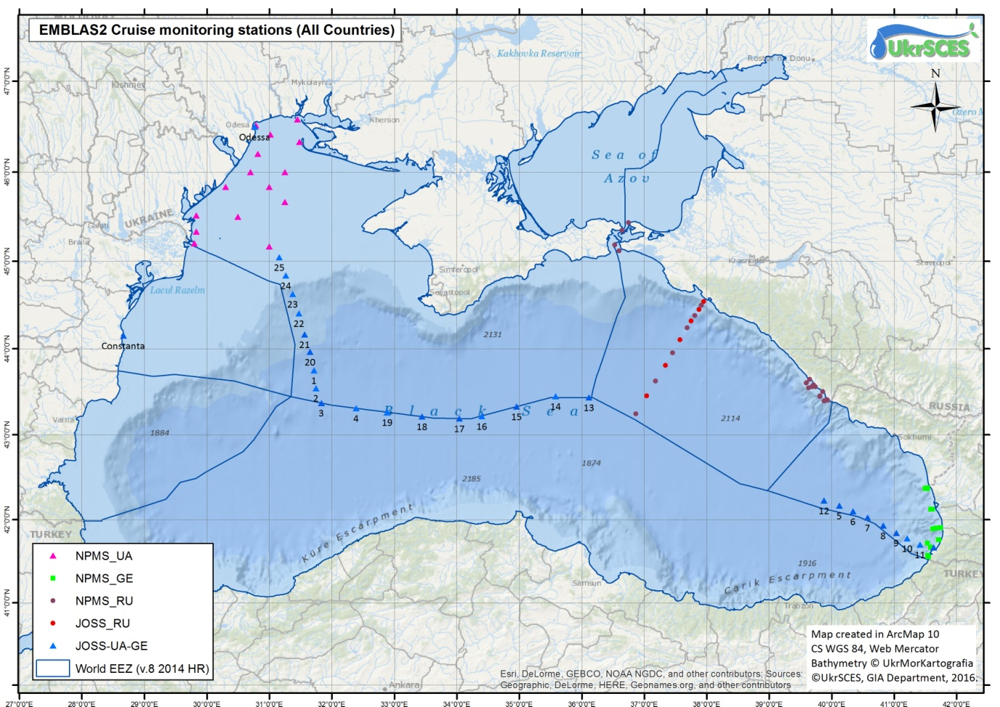 EMBLAS2 Cruise monitoring stations (All Countries)
UkrSCES
N
Kakhovka Reservoir
Rostov na Donu
Kishinev
Mykolayiv
Kherson
Odesa
Odessa
Sea of
Azov
UKRAINE
Galati
Braila
Lacul Razelm
Simferopol'
Sevastopol
Krasnodar
Stavropol'
Constanta
25
24
23
22
21
20
1
2
3
4
19
18
17
16
15
14
13
Black Sea
2131
2114
1884
1874
2185
1916
RUSSIA
Varna
Sokhumi
12
5
6
7
8
9
10
11
Küre Escarpment
Carik Escarpment
TURKEY
TURKEY
Samsun
Trabzon
Ankara
NPMS_UA
NPMS_GE
NPMS_RU
JOSS_RU
JOSS-UA-GE
World EEZ (v.8 2014 HR)
Map created in ArcMap 10
CS WGS 84, Web Mercator
Bathymetry © UkrMorKartografia
©UkrSCES, GIA Department, 2016.
Esri, DeLorme, GEBCO, NOAA NGDC, and other contributors; Sources:
Geographic, DeLorme, HERE, Geonames.org, and other contributors
47°0'0"N
46°0'0"N
45°0'0"N
44°0'0"N
43°0'0"N
42°0'0"N
41°0'0"N
27°0'0"E
28°0'0"E
29°0'0"E
30°0'0"E
31°0'0"E
32°0'0"E
33°0'0"E
34°0'0"E
35°0'0"E
36°0'0"E
37°0'0"E
38°0'0"E
39°0'0"E
40°0'0"E
41°0'0"E
42°0'0"E